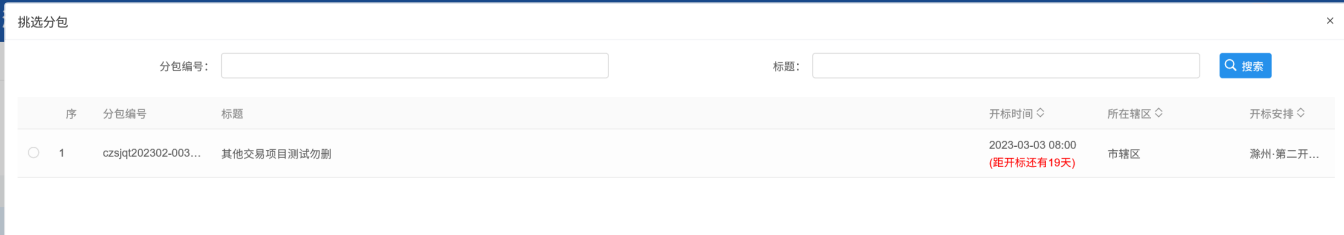 挑选分包 ×
分包编号： 标题： 搜索
序 分包编号 标题 开标时间 所在辖区 开标安排
1 czsjqt202302-003... 其他交易项目测试勿删 2023-03-03 08:00 市辖区 滁州·第二开...
(距开标还有19天)